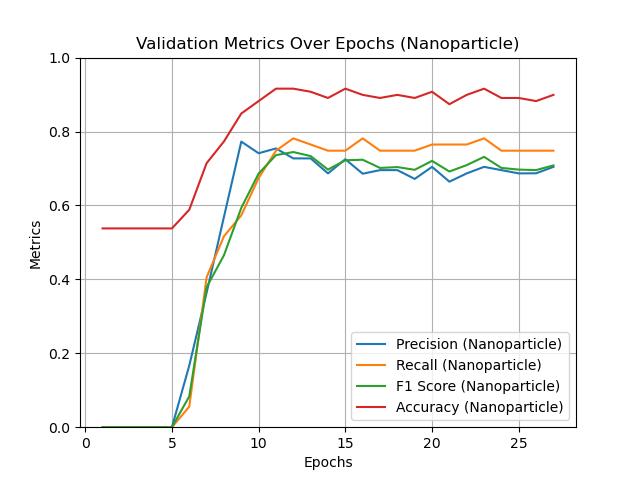 Validation Metrics Over Epochs (Nanoparticle)
1.0
0.8
0.6
0.4
0.2
0.0
Metrics
0 5 10 15 20 25
Epochs
Precision (Nanoparticle)
Recall (Nanoparticle)
F1 Score (Nanoparticle)
Accuracy (Nanoparticle)